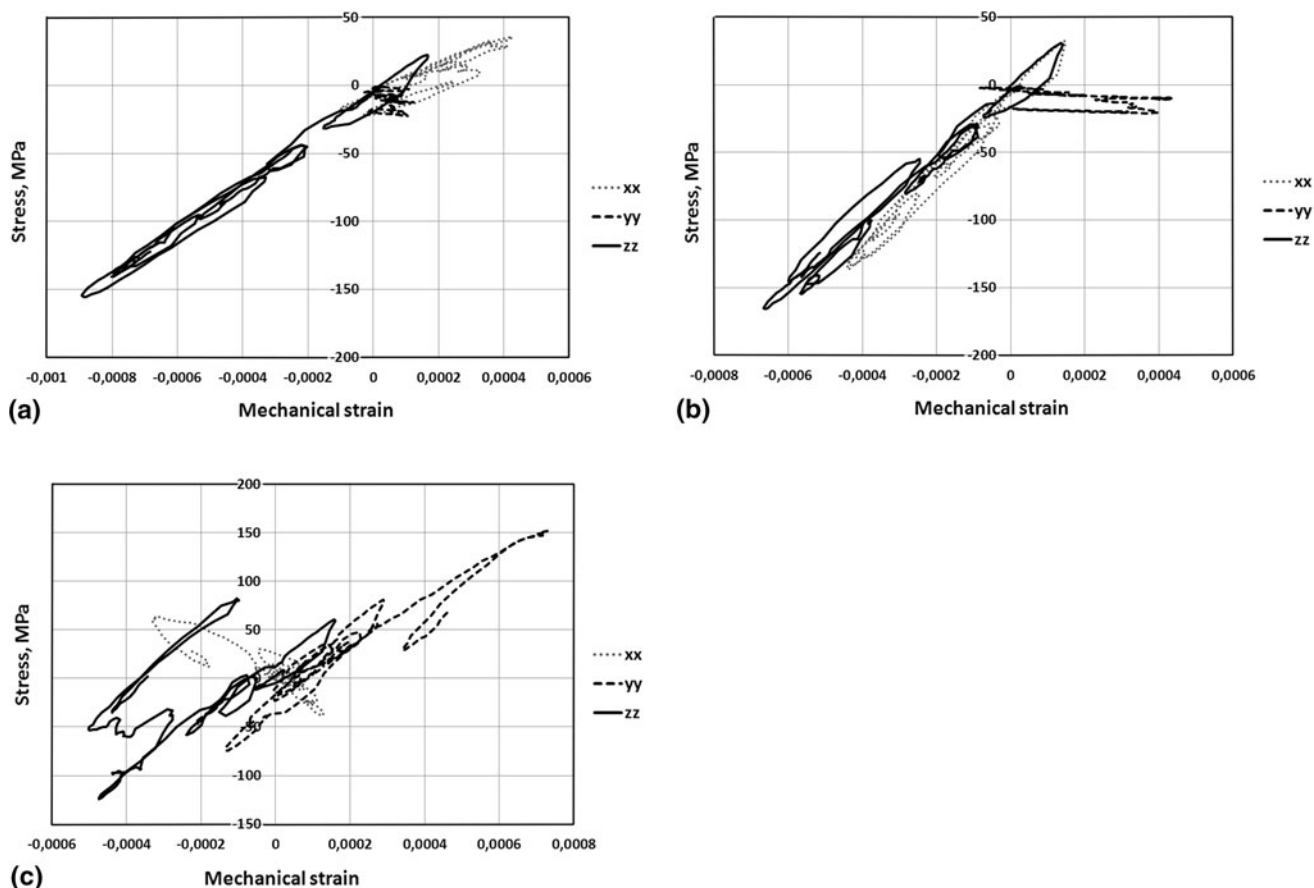 50
0
-50
-100
-150
-200
Stress, MPa
-0,001 -0,0008 -0,0006 -0,0004 -0,0002 0 0,0002 0,0004 0,0006
Mechanical strain
xx
yy
zz
(a)
50
0
-50
-100
-150
-200
Stress, MPa
-0,0008 -0,0006 -0,0004 -0,0002 0 0,0002 0,0004 0,0006
Mechanical strain
xx
yy
zz
(b)
200
150
100
50
0
-50
-100
-150
Stress, MPa
-0,0006 -0,0004 -0,0002 0 0,0002 0,0004 0,0006 0,0008
Mechanical strain
xx
yy
zz
(c)